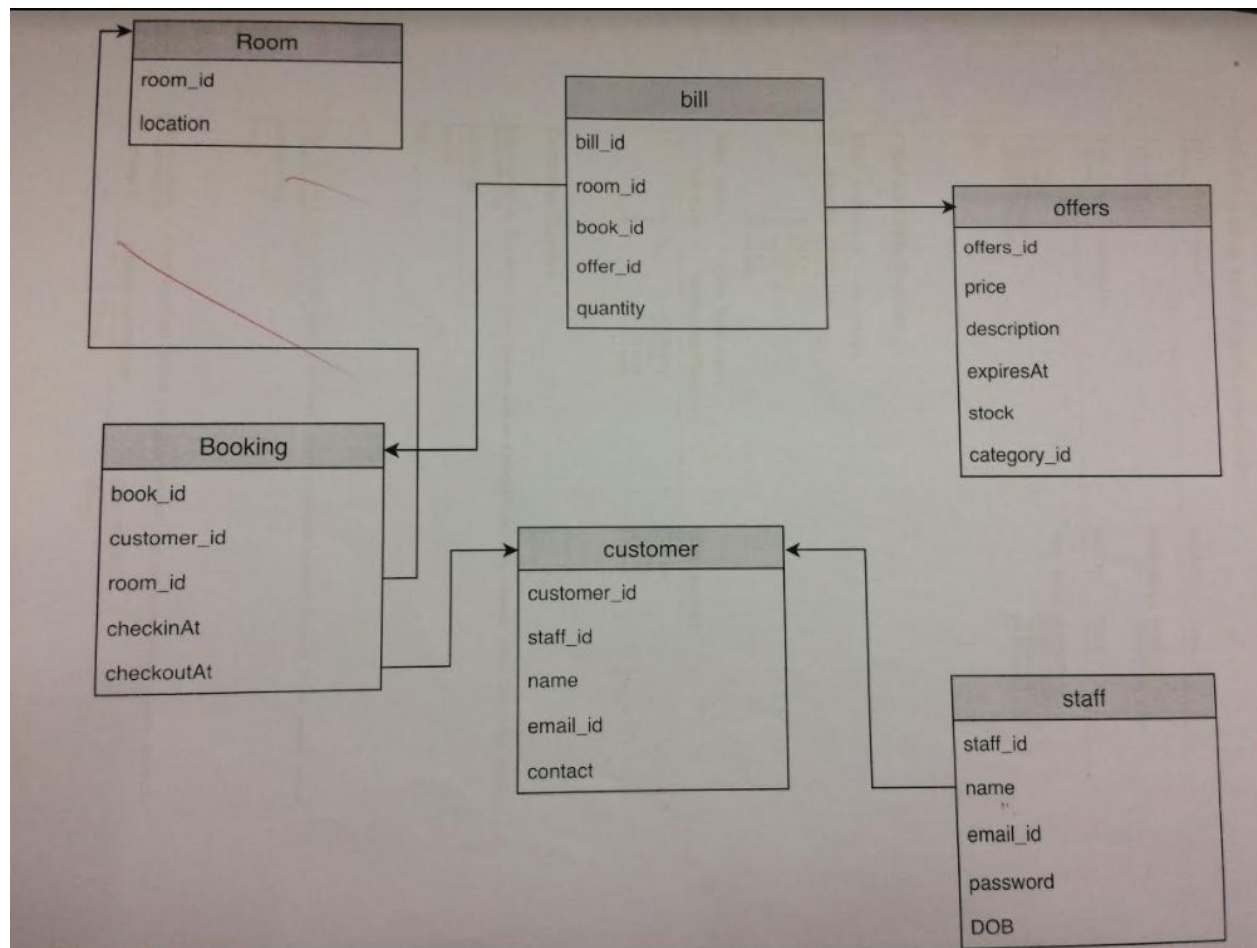 Room
room_id
location
bill
bill_id
room_id
book_id
offer_id
quantity
offers
offers_id
price
description
expiresAt
stock
category_id
Booking
book_id
customer_id
room_id
checkinAt
checkoutAt
customer
customer_id
staff_id
name
email_id
contact
staff
staff_id
name
email_id
password
DOB